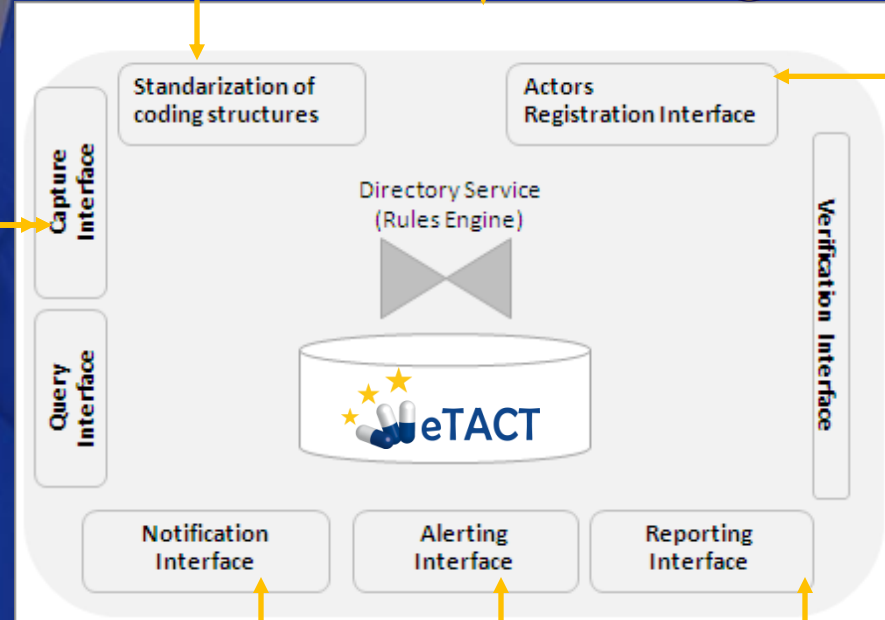 Standarization of
coding structures
Actors
Registration Interface
Capture
Interface
Directory Service
(Rules Engine)
Verification Interface
Query
Interface
eTACT
Notification
Interface
Alerting
Interface
Reporting
Interface